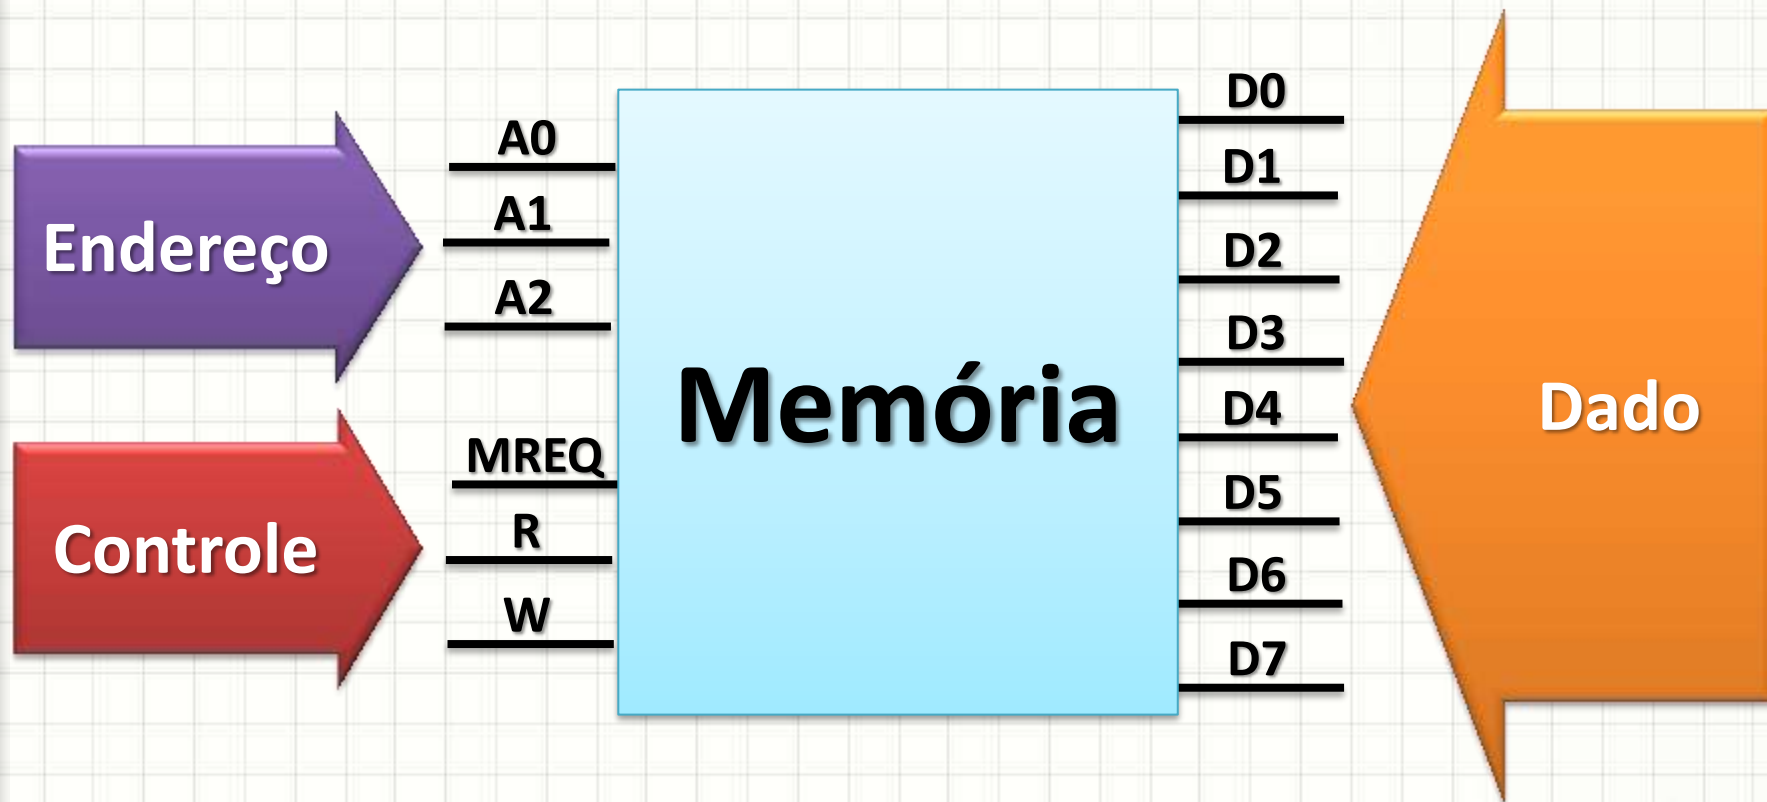 Endereço
A0
A1
A2
Controle
MREQ
R
W
Memória
D0
D1
D2
D3
D4
D5
D6
D7
Dado